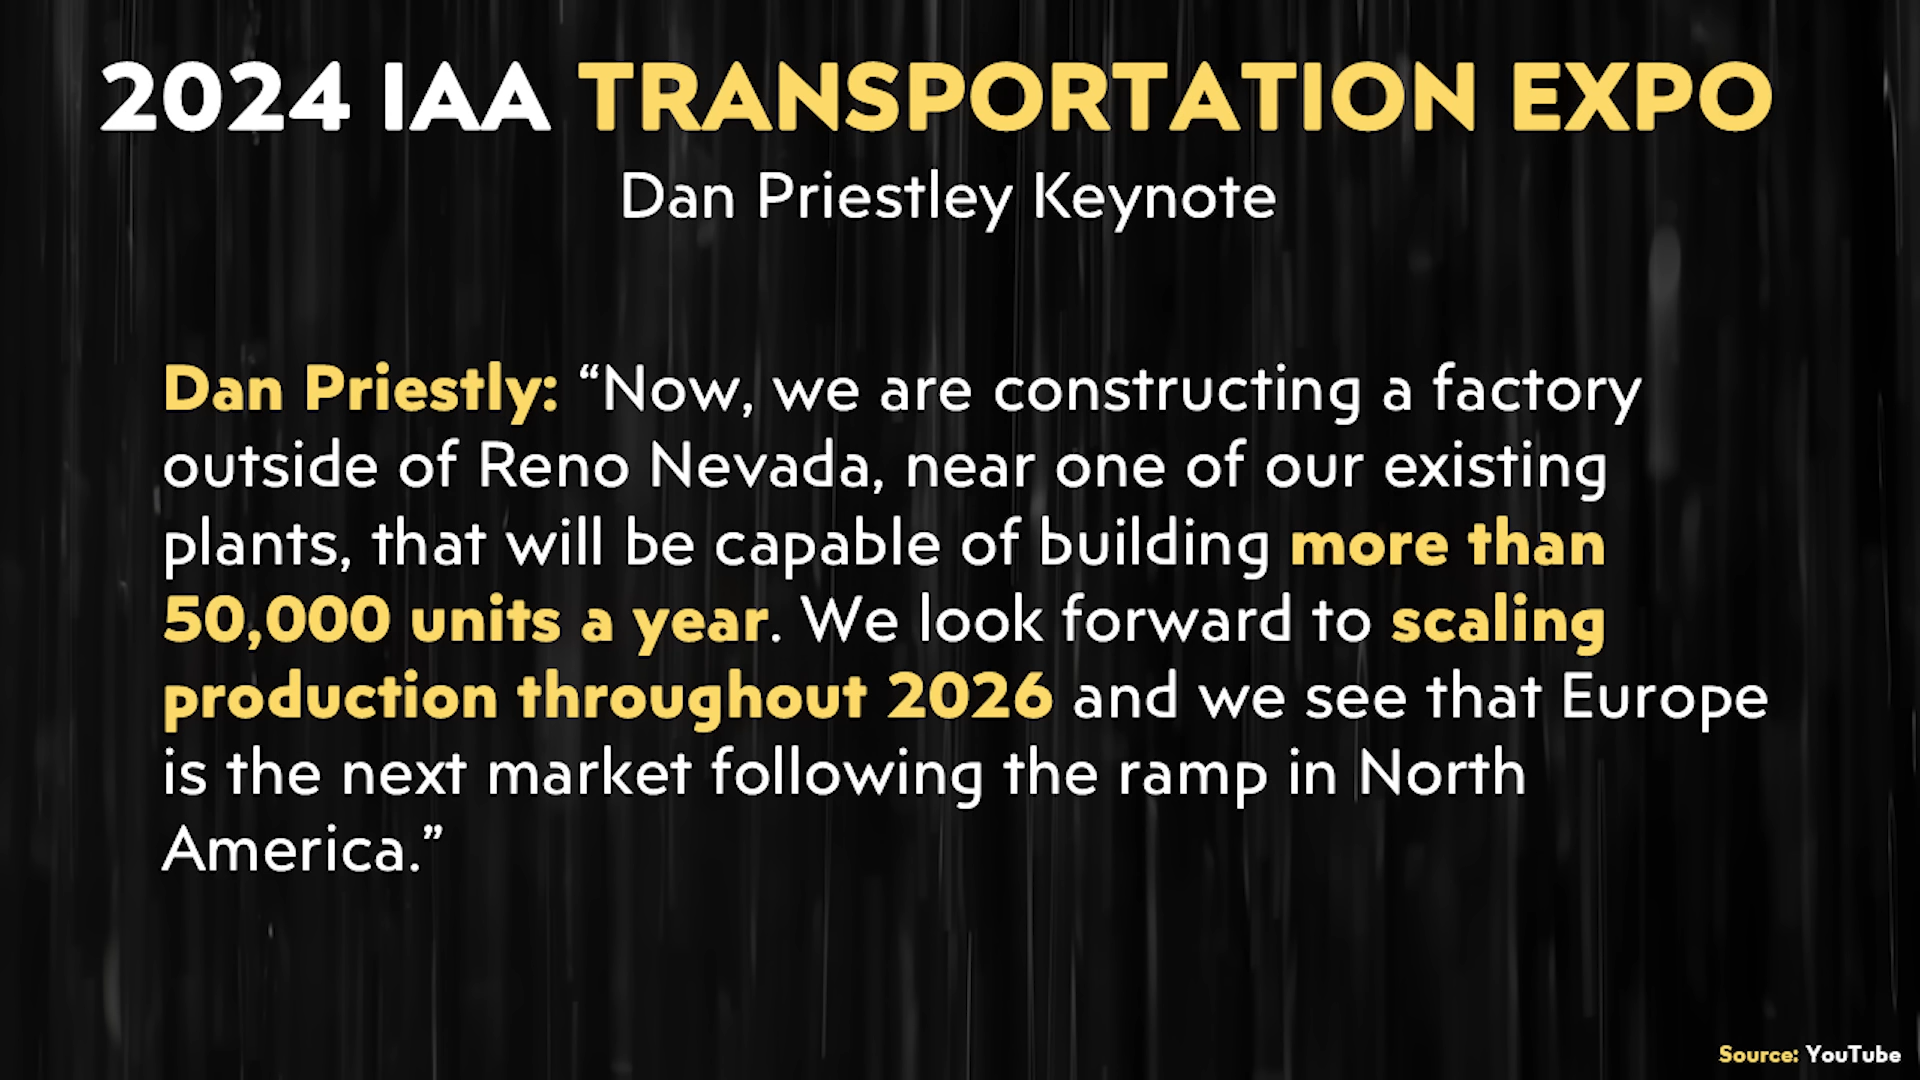 2024 IAA TRANSPORTATION EXPO
Dan Priestley Keynote
Dan Priestly: “Now, we are constructing a factory
outside of Reno Nevada, near one of our existing
plants, that will be capable of building more than
50,000 units a year. We look forward to scaling
production throughout 2026 and we see that Europe
is the next market following the ramp in North
America.”
Source: YouTube